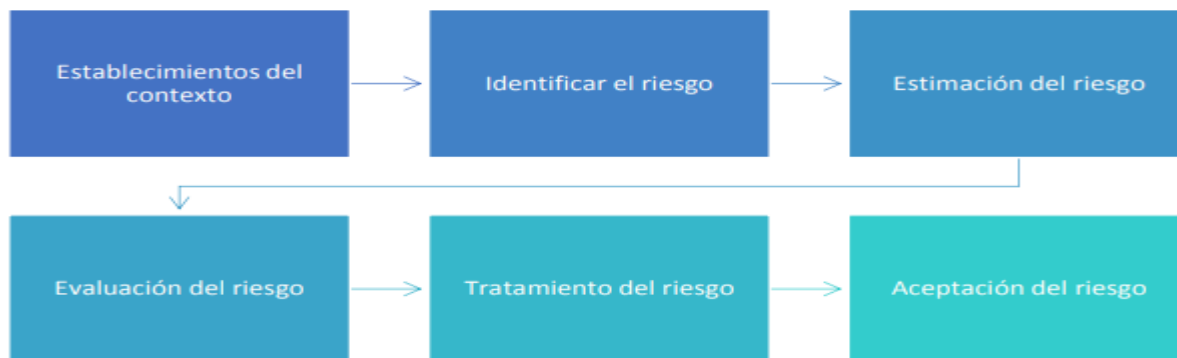 Establecimientos del
contexto
Identificar el riesgo
Estimación del riesgo
Evaluación del riesgo
Tratamiento del riesgo
Aceptación del riesgo